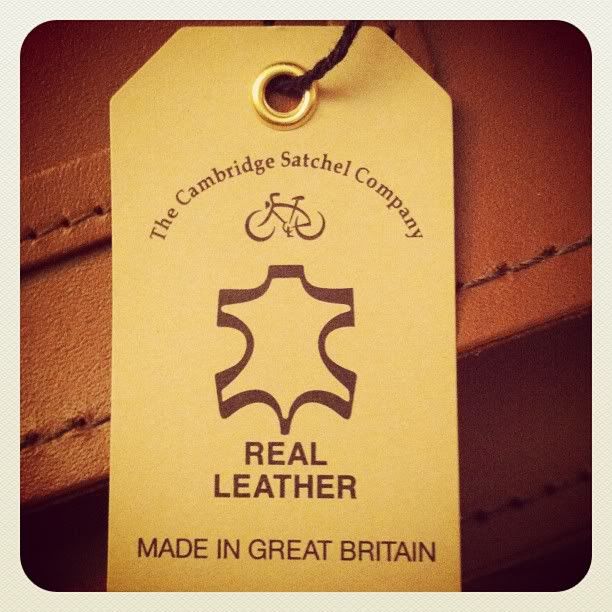 The Cambridge Satchel Company
REAL
LEATHER
MADE IN GREAT BRITAIN